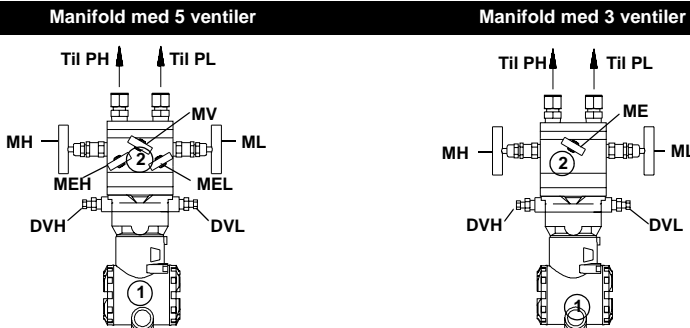 Manifold med 5 ventiler
Til PH
Til PL
MV
MH
ML
2
MEH
MEL
DVH
DVL
1
Manifold med 3 ventiler
Til PH
Til PL
ME
MH
ML
2
DVH
DVL
1